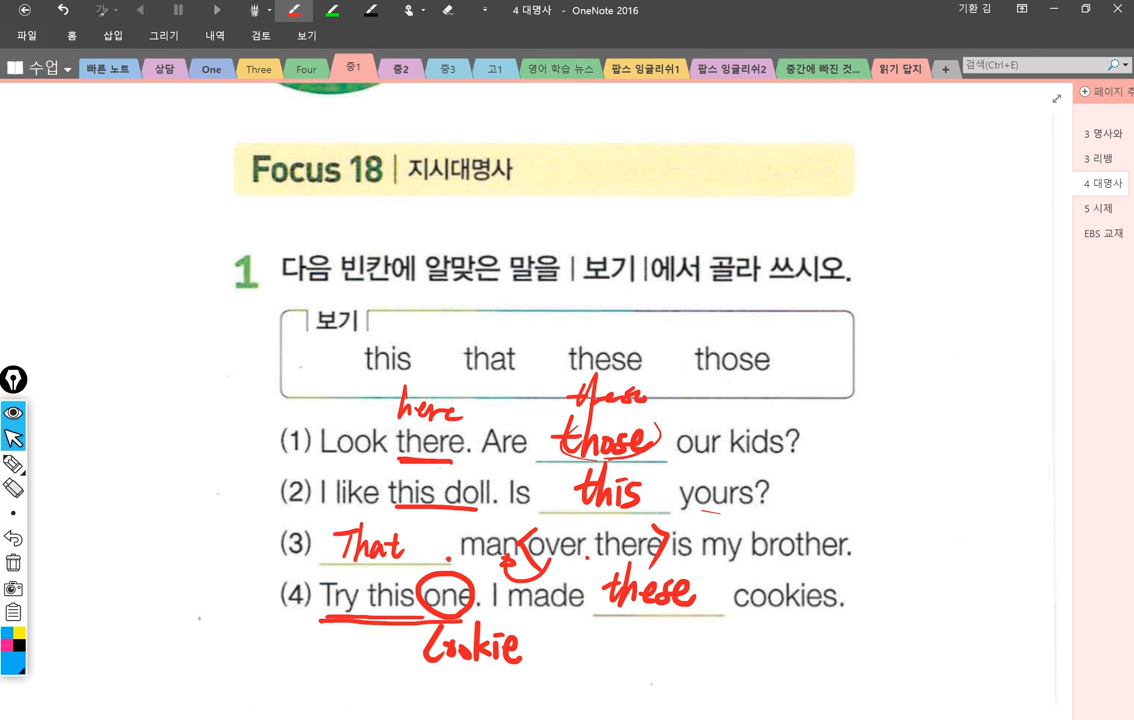 4 대명사 - OneNote 2016
기환 김
파일 홈 삽입 그리기 내역 검토 보기
수업 빠른 노트 상담 One Three Four 중1 중2 중3 고1 영어 학습 뉴스 팝스 잉글리쉬1 팝스 잉글리쉬2 중간에 빠진 것... 읽기 답지 + 검색(Ctrl+E)
페이지 추
3 명사와
3 리뱅
4 대명사
5 시제
EBS 교재
Focus 18 | 지시대명사
1 다음 빈칸에 알맞은 말을 | 보기 |에서 골라 쓰시오.
보기
this that these those
here these
(1) Look there. Are those our kids?
(2) I like this doll. Is this yours?
(3) That man over there is my brother.
(4) Try this one. I made these cookies.
Cookie